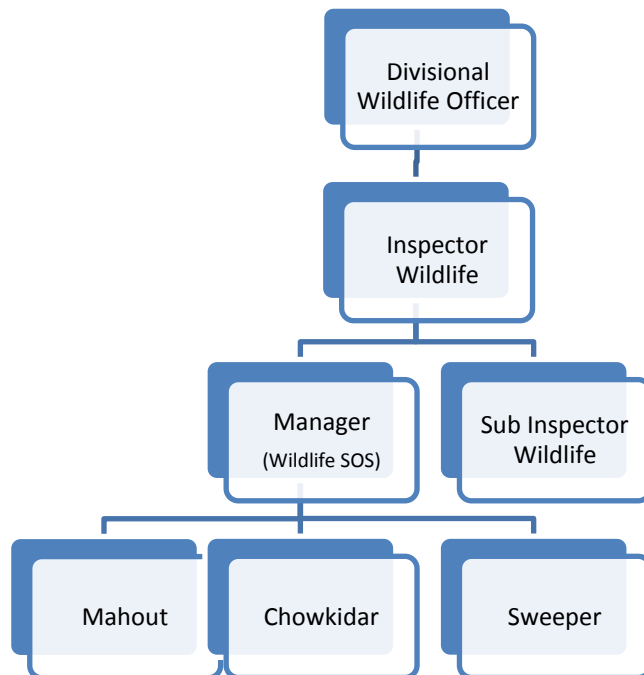 Divisional
Wildlife Officer
Inspector
Wildlife
Manager
(Wildlife SOS)
Sub Inspector
Wildlife
Mahout
Chowkidar
Sweeper